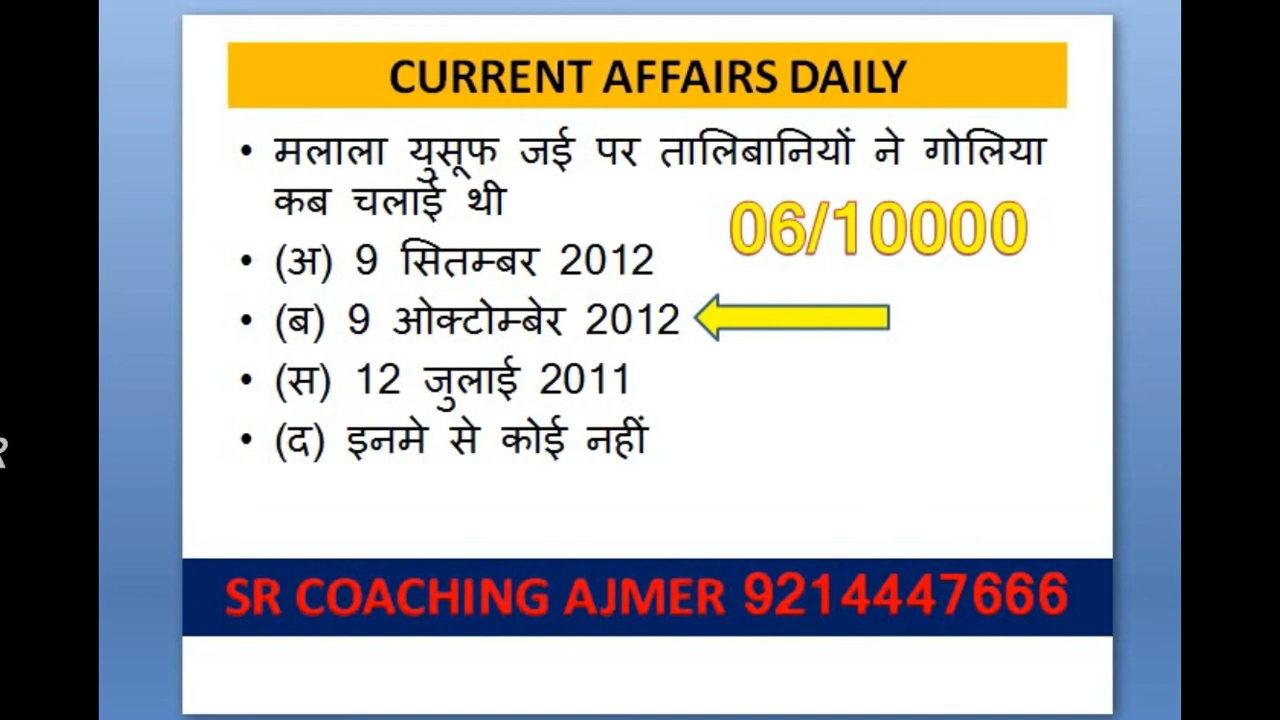 CURRENT AFFAIRS DAILY
• मलाला युसूफ जई पर तालिबानियों ने गोलिया
कब चलाई थी
06/10000
• (अ) 9 सितम्बर 2012
• (ब) 9 ओक्टोम्बेर 2012
• (स) 12 जुलाई 2011
• (द) इनमे से कोई नहीं
SR COACHING AJMER 9214447666